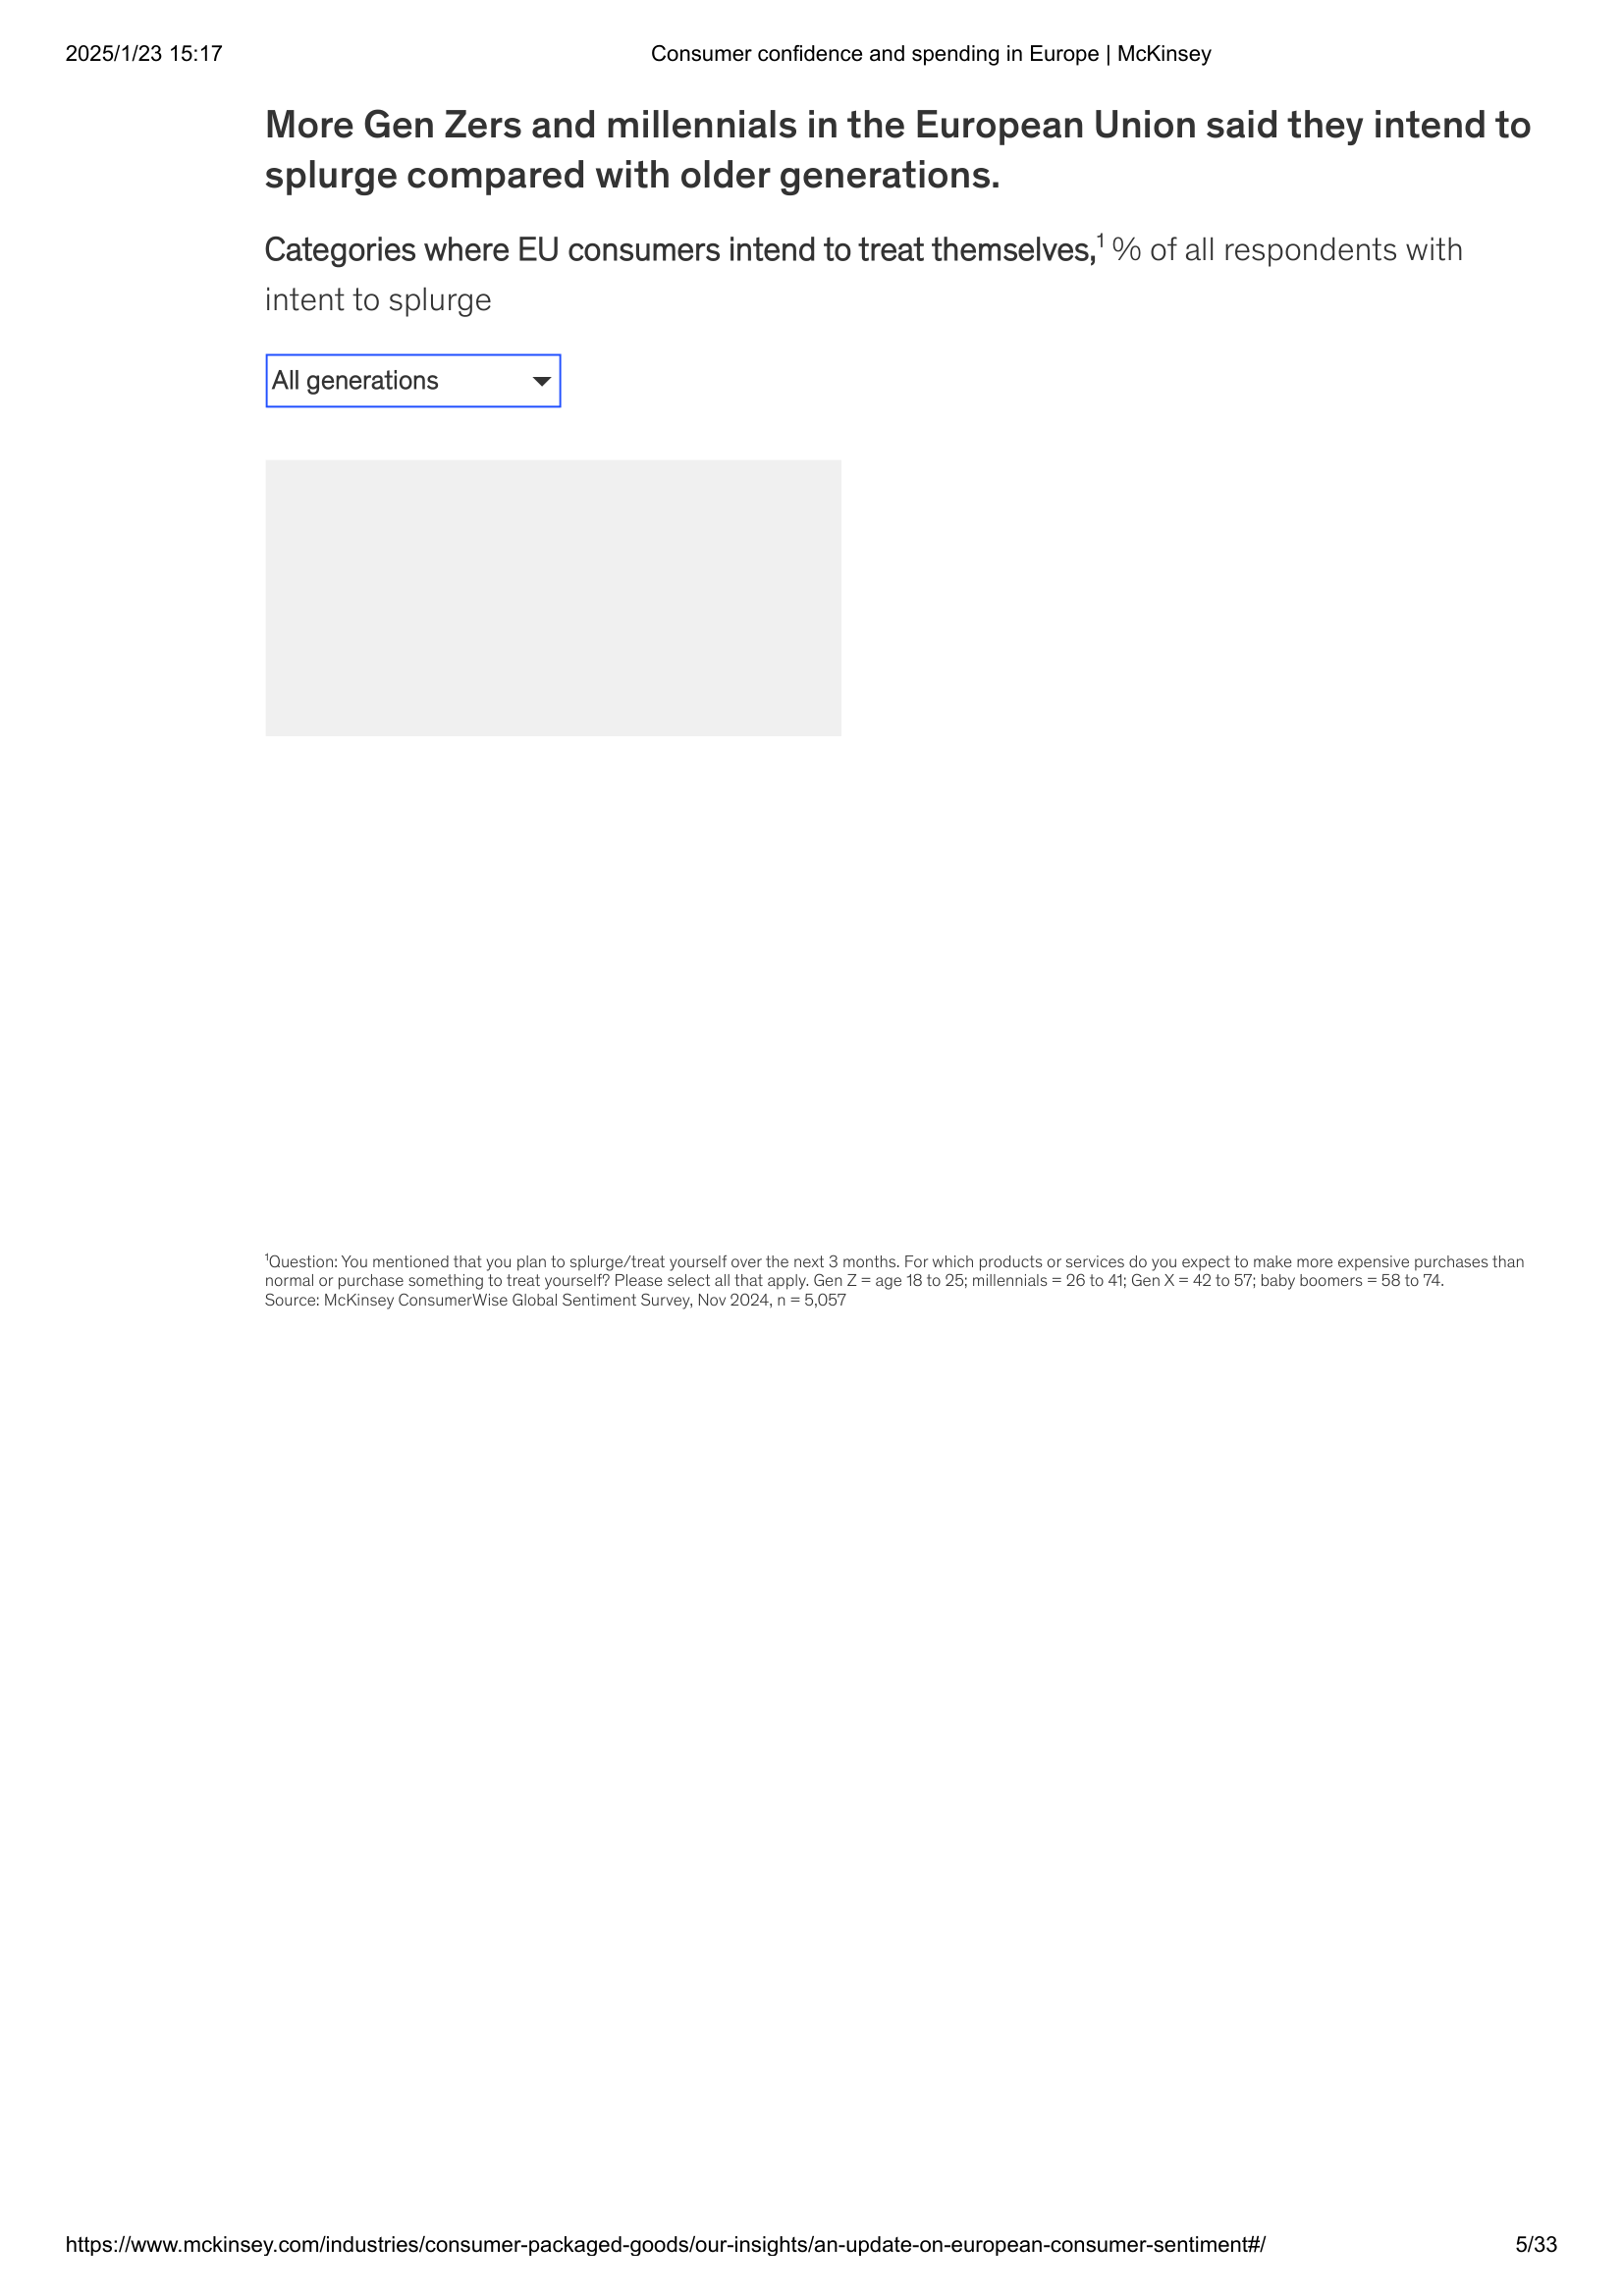 2025/1/23 15:17
Consumer confidence and spending in Europe | McKinsey
More Gen Zers and millennials in the European Union said they intend to
splurge compared with older generations.
Categories where EU consumers intend to treat themselves,¹ % of all respondents with
intent to splurge
All generations
¹Question: You mentioned that you plan to splurge/treat yourself over the next 3 months. For which products or services do you expect to make more expensive purchases than
normal or purchase something to treat yourself? Please select all that apply. Gen Z = age 18 to 25; millennials = 26 to 41; Gen X = 42 to 57; baby boomers = 58 to 74.
Source: McKinsey ConsumerWise Global Sentiment Survey, Nov 2024, n = 5,057
https://www.mckinsey.com/industries/consumer-packaged-goods/our-insights/an-update-on-european-consumer-sentiment#/
5/33